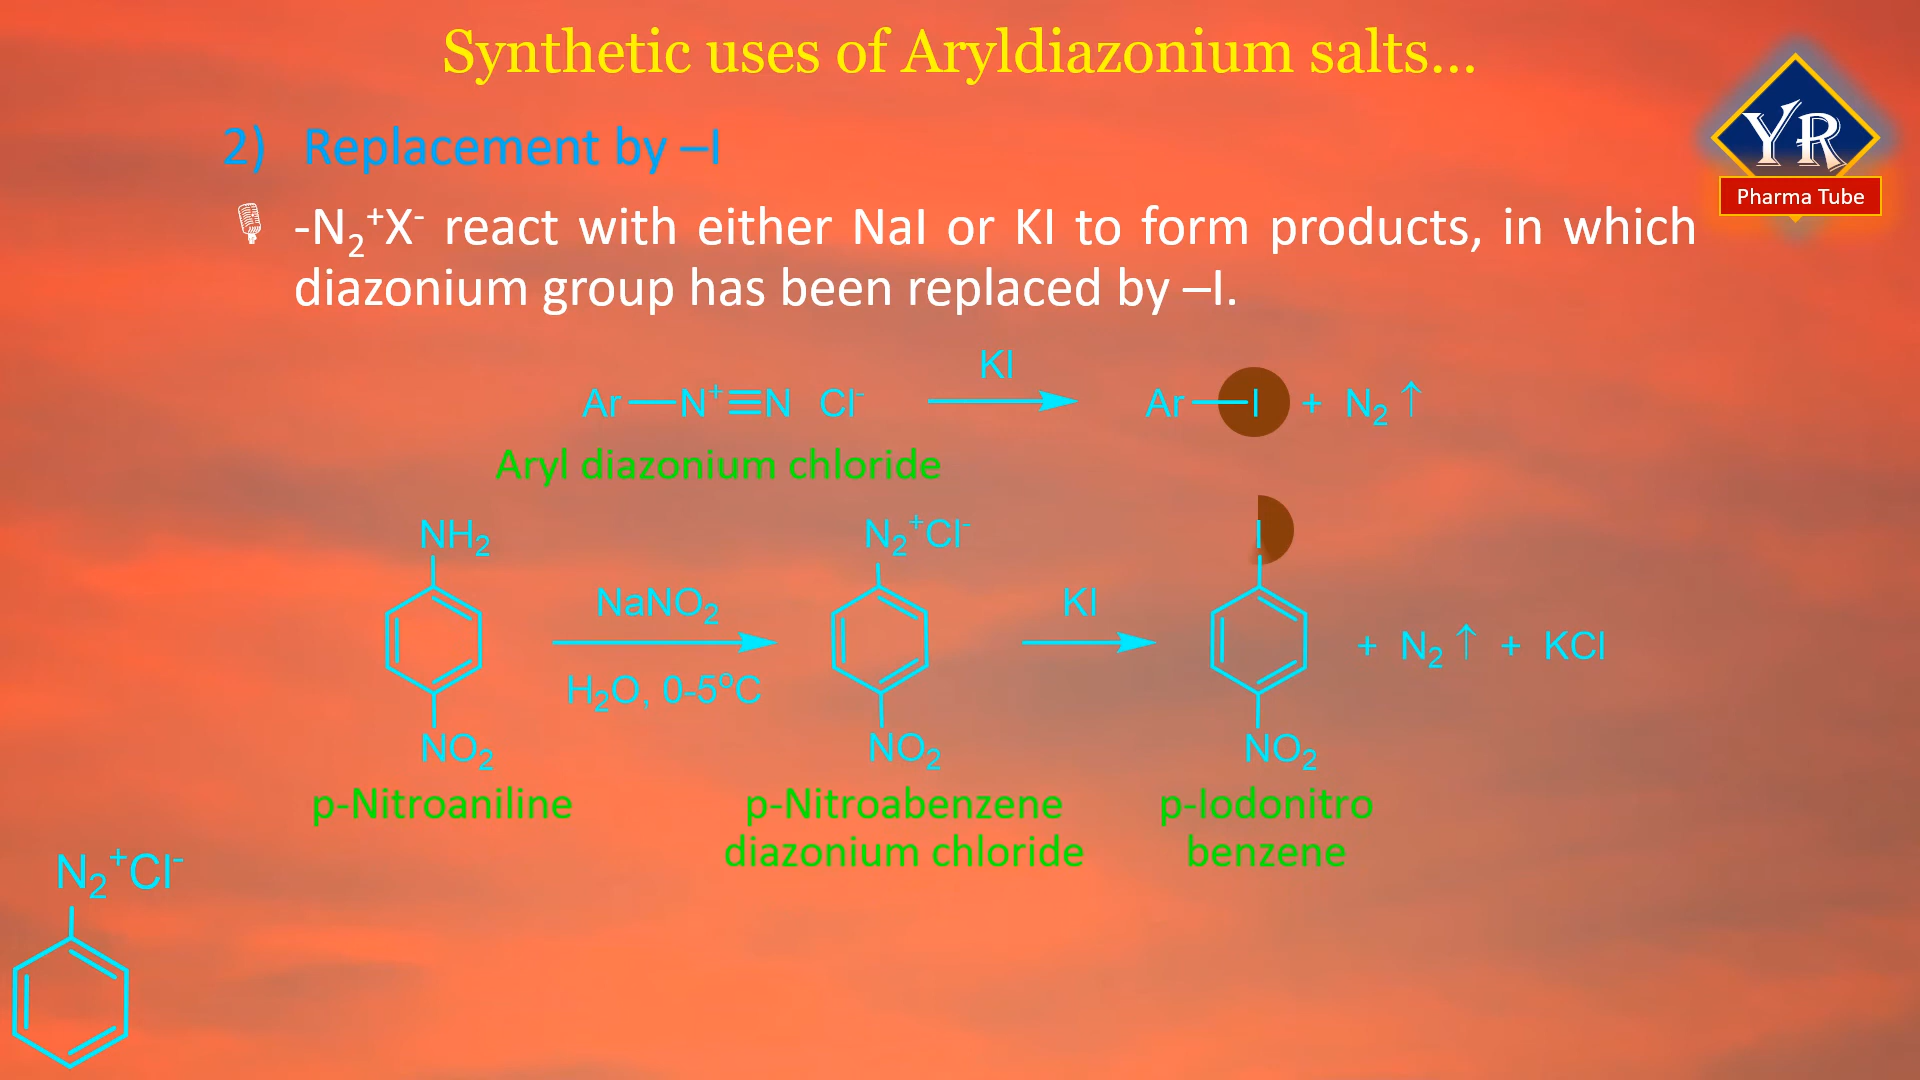 Synthetic uses of Aryldiazonium salts...
YR
Pharma Tube
2) Replacement by –I
-N₂⁺X⁻ react with either NaI or KI to form products, in which
diazonium group has been replaced by –I.
Ar—N⁺≡N Cl⁻ KI Ar—I + N₂ ↑
Aryl diazonium chloride
NH₂ N₂⁺Cl⁻ I
NaNO₂ KI
+ N₂ ↑ + KCl
H₂O, 0-5°C
NO₂ NO₂ NO₂
p-Nitroaniline p-Nitroabenzene p-Iodonitro
diazonium chloride benzene
N₂⁺Cl⁻